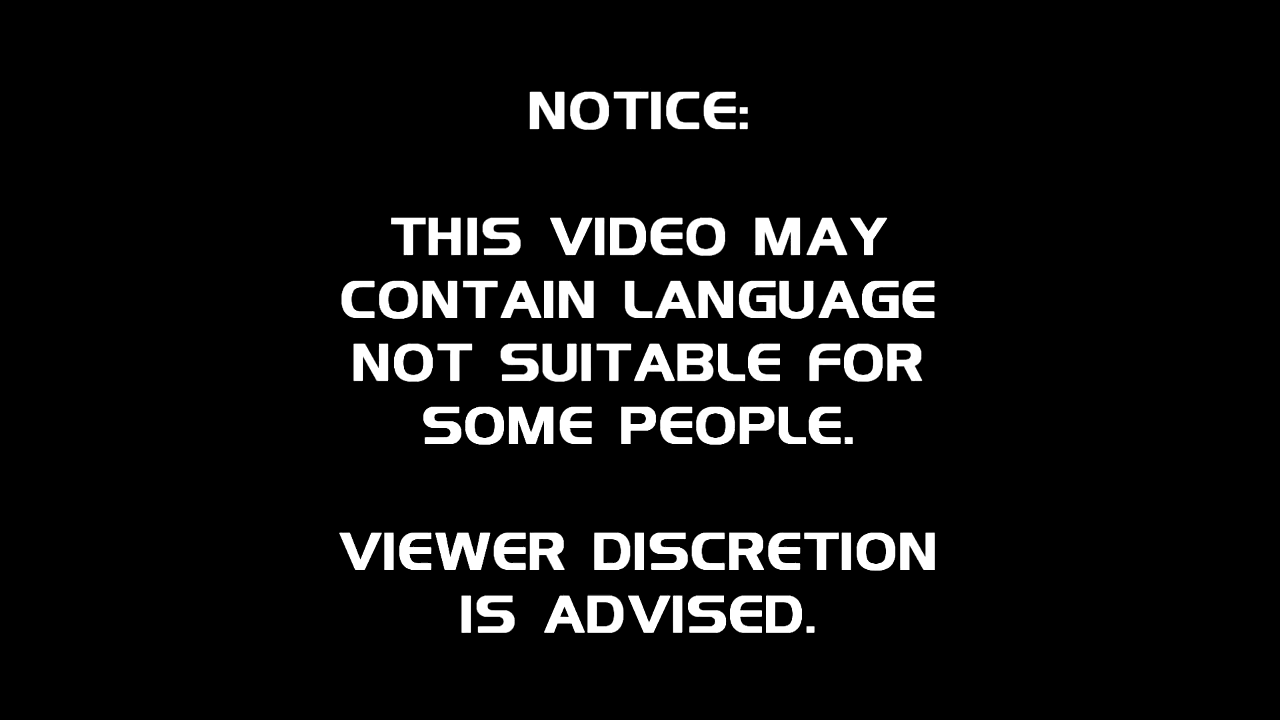 NOTICE:
THIS VIDEO MAY
CONTAIN LANGUAGE
NOT SUITABLE FOR
SOME PEOPLE.
VIEWER DISCRETION
IS ADVISED.